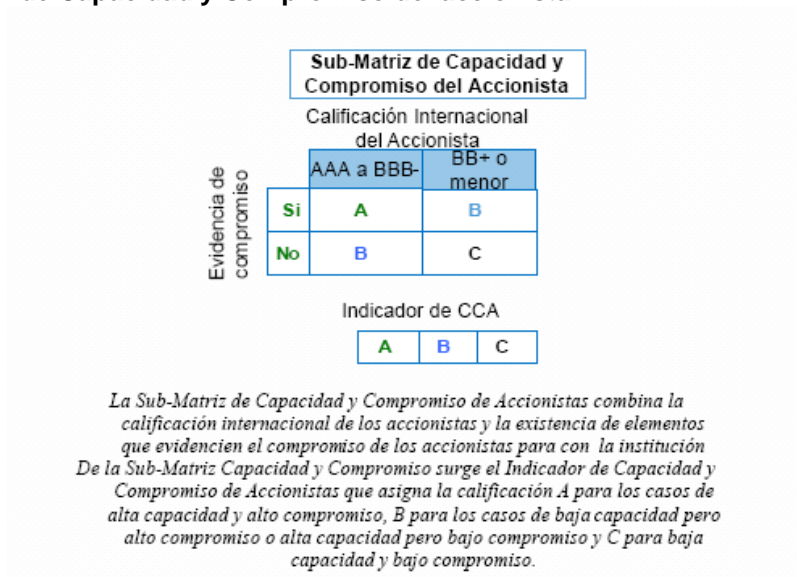 de Capacidad y Compromiso del accionista
Sub-Matriz de Capacidad y
Compromiso del Accionista
Calificación Internacional
del Accionista
AAA a BBB-
BB+ o
menor
Evidencia de
compromiso
Si A B
No B C
Indicador de CCA
A B C
La Sub-Matriz de Capacidad y Compromiso de Accionistas combina la
calificación internacional de los accionistas y la existencia de elementos
que evidencien el compromiso de los accionistas para con la institución
De la Sub-Matriz Capacidad y Compromiso surge el Indicador de Capacidad y
Compromiso de Accionistas que asigna la calificación A para los casos de
alta capacidad y alto compromiso, B para los casos de baja capacidad pero
alto compromiso o alta capacidad pero bajo compromiso y C para baja
capacidad y bajo compromiso.